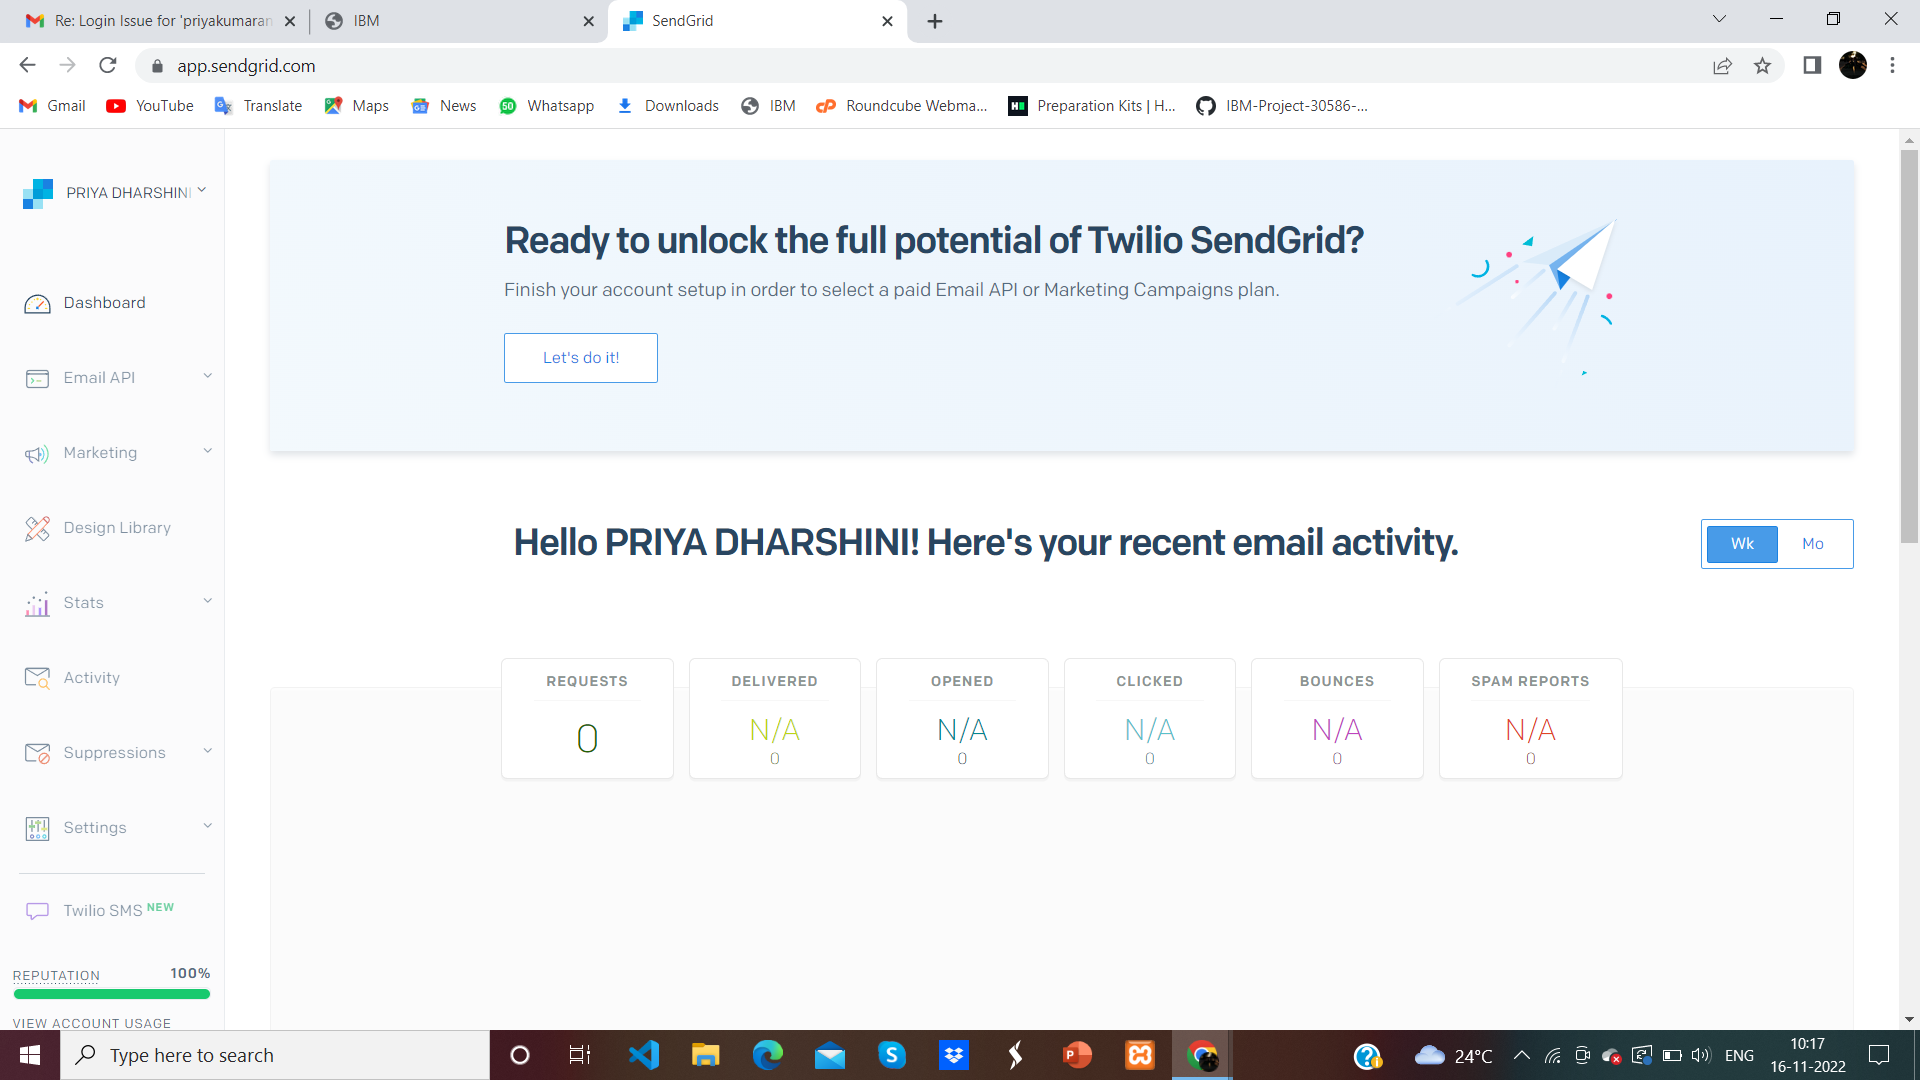 Re: Login Issue for 'priyakumaran
IBM
SendGrid
app.sendgrid.com
Gmail
YouTube
Translate
Maps
News
Whatsapp
Downloads
IBM
Roundcube Webma...
Preparation Kits | H...
IBM-Project-30586-...
PRIYA DHARSHINI
Dashboard
Email API
Marketing
Design Library
Stats
Activity
Suppressions
Settings
Twilio SMS NEW
REPUTATION 100%
VIEW ACCOUNT USAGE
Ready to unlock the full potential of Twilio SendGrid?
Finish your account setup in order to select a paid Email API or Marketing Campaigns plan.
Let's do it!
Hello PRIYA DHARSHINI! Here's your recent email activity.
Wk Mo
REQUESTS
0
DELIVERED
N/A
0
OPENED
N/A
0
CLICKED
N/A
0
BOUNCES
N/A
0
SPAM REPORTS
N/A
0
Type here to search
24°C
ENG
10:17
16-11-2022